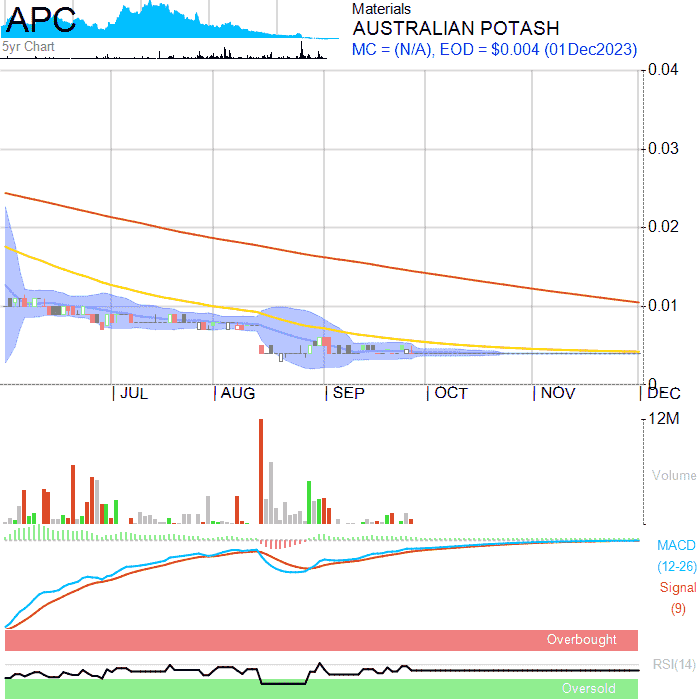 APC
5yr Chart
Materials
AUSTRALIAN POTASH
MC = (N/A), EOD = $0.004 (01Dec2023)
0.04
0.03
0.02
0.01
0
JUL
AUG
SEP
OCT
NOV
DEC
12M
Volume
MACD
(12-26)
Signal
(9)
Overbought
RSI(14)
Oversold